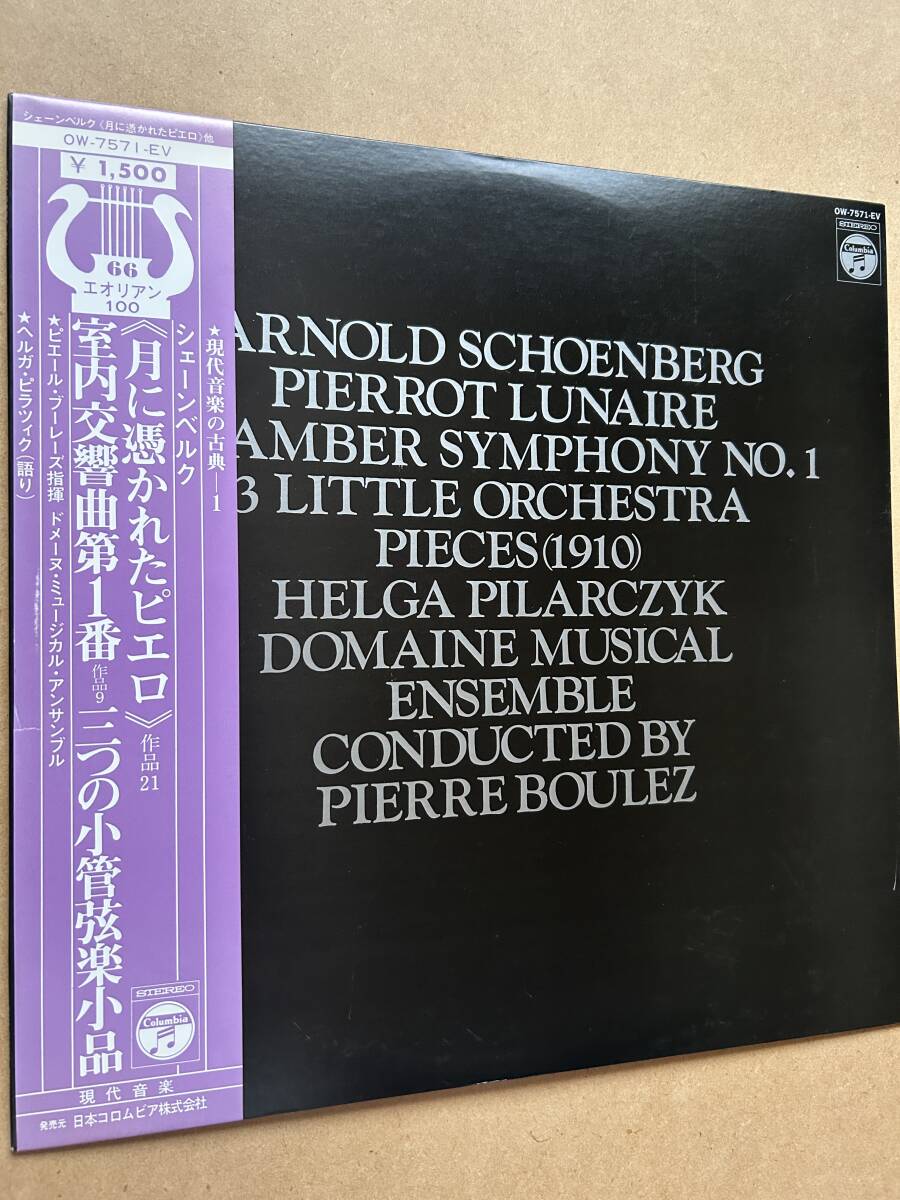 シェーンベルク《月に憑かれたピエロ》他
OW-7571-EV
¥ 1,500
66
エオリアン
100
★現代音楽の古典—1
シェーンベルク
《月に憑かれたピエロ》作品21
室内交響曲第1番 作品9 三つの小管弦楽小品
★ピエール・ブーレーズ指揮 ドメーヌ・ミュージカル・アンサンブル
★ヘルガ・ピラツィク(語り)
STEREO
Columbia
現代音楽
発売元 日本コロムビア株式会社
OW-7571-EV
STEREO
Columbia
ARNOLD SCHOENBERG
PIERROT LUNAIRE
AMBER SYMPHONY NO. 1
3 LITTLE ORCHESTRA
PIECES (1910)
HELGA PILARCZYK
DOMAINE MUSICAL
ENSEMBLE
CONDUCTED BY
PIERRE BOULEZ